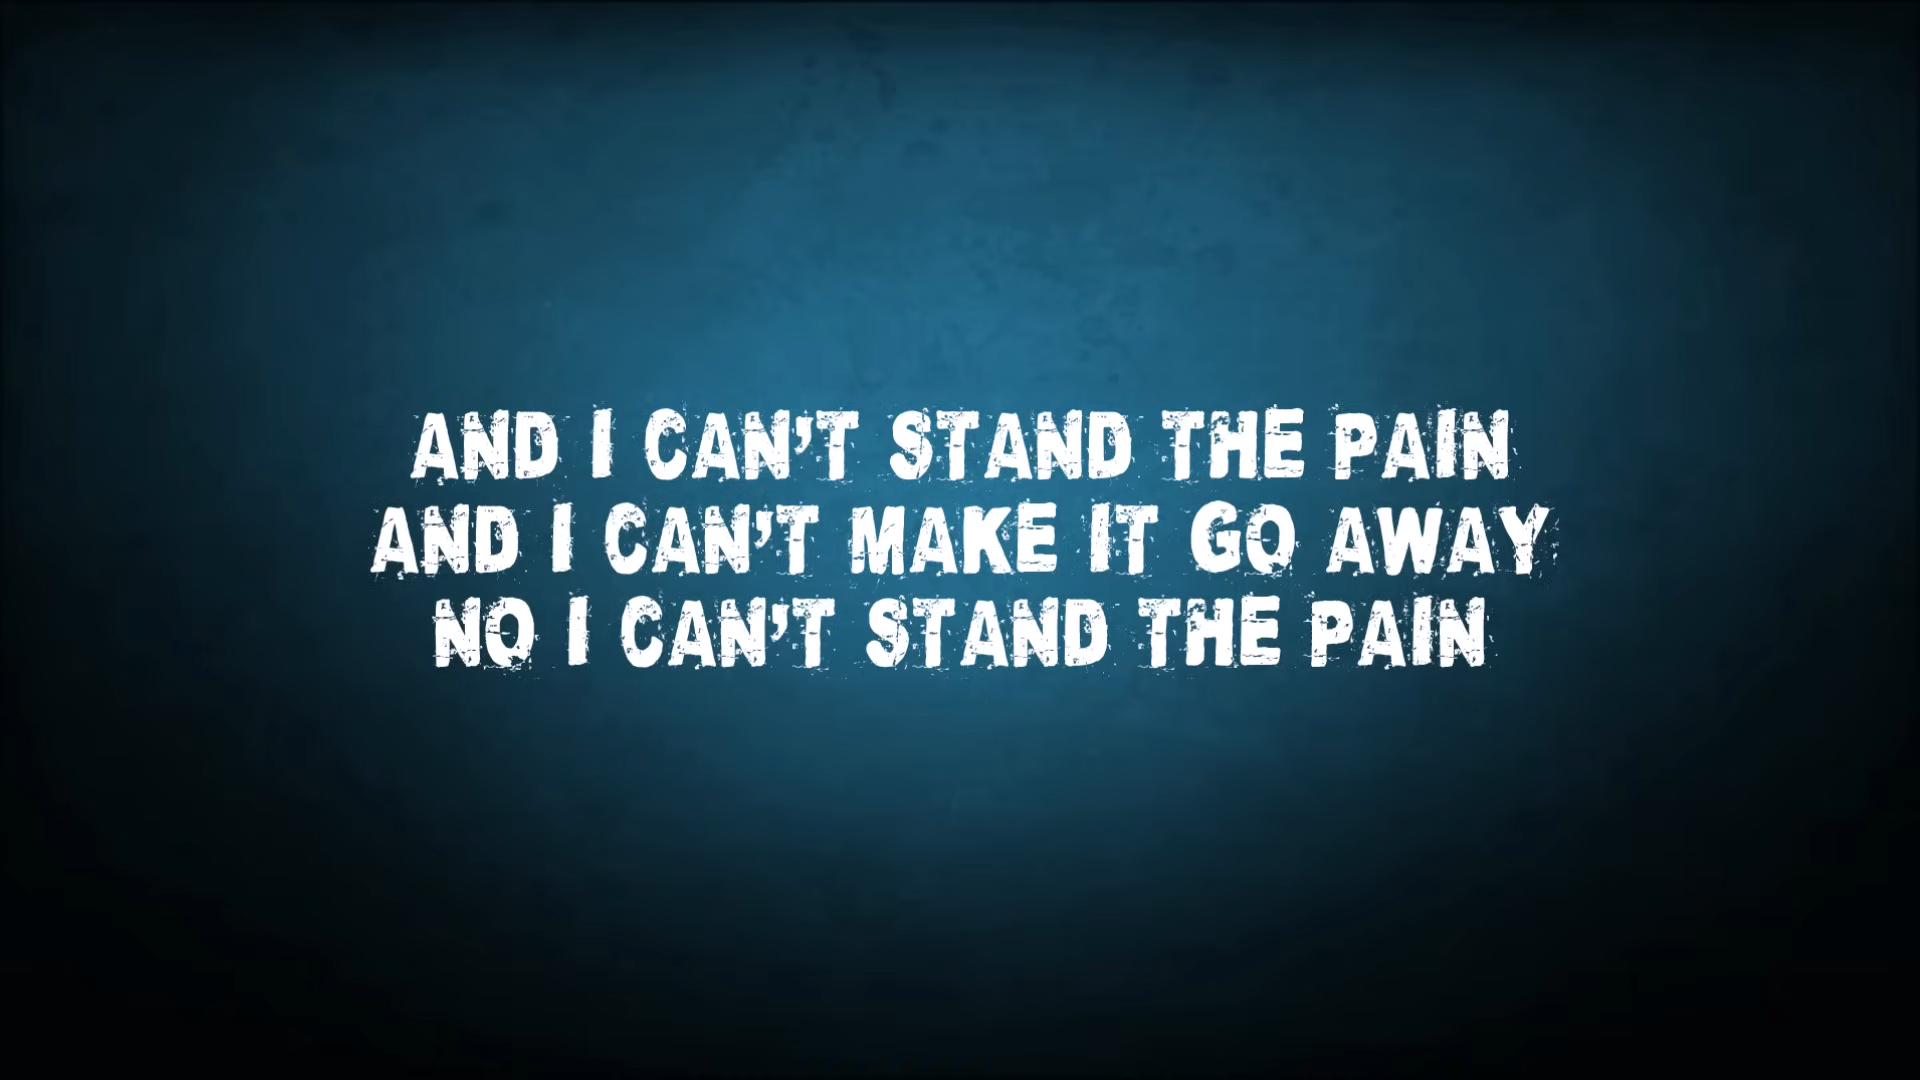 AND I CAN'T STAND THE PAIN
AND I CAN'T MAKE IT GO AWAY
NO I CAN'T STAND THE PAIN